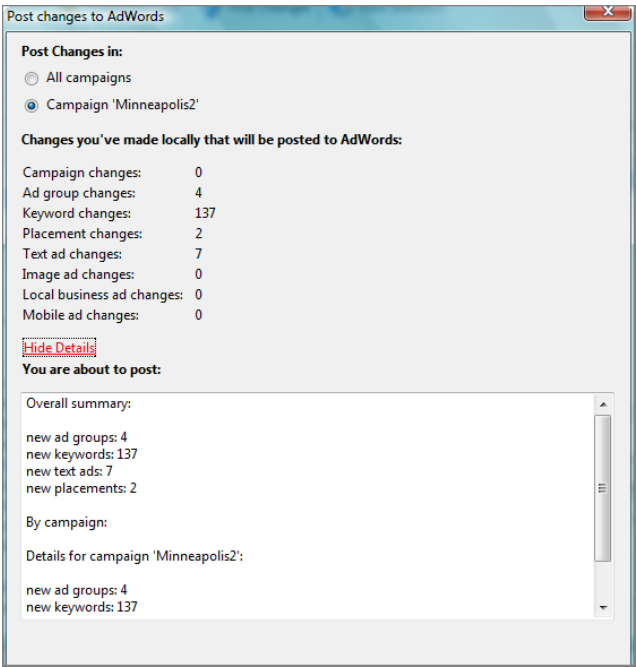 Post changes to AdWords
Post Changes in:
All campaigns
Campaign 'Minneapolis2'
Changes you've made locally that will be posted to AdWords:
Campaign changes: 0
Ad group changes: 4
Keyword changes: 137
Placement changes: 2
Text ad changes: 7
Image ad changes: 0
Local business ad changes: 0
Mobile ad changes: 0
Hide Details
You are about to post:
Overall summary:
new ad groups: 4
new keywords: 137
new text ads: 7
new placements: 2
By campaign:
Details for campaign 'Minneapolis2':
new ad groups: 4
new keywords: 137